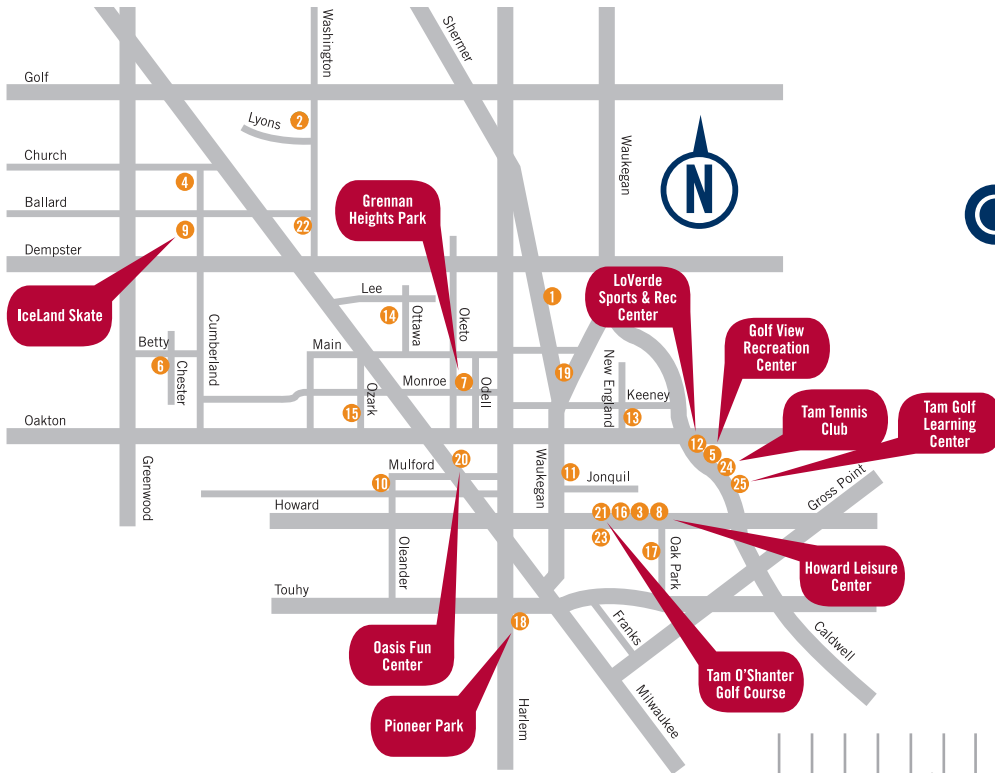 Washington
Shermer
Golf
Lyons
2
Waukegan
Church
N
4
Grennan
Heights Park
Ballard
22
9
Dempster
LoVerde
Sports & Rec
Center
IceLand Skate
Lee
1
14
Ottawa
Oketo
Golf View
Recreation
Center
Betty
6
Chester
Cumberland
Main
Monroe
7
Odell
19
New England
Keeney
13
Ozark
15
Tam Tennis
Club
Tam Golf
Learning
Center
Oakton
12
5
24
25
Greenwood
20
Mulford
10
Waukegan
11
Jonquil
Gross Point
Howard
21
16
3
8
23
Oleander
17
Oak Park
Howard Leisure
Center
Touhy
18
Franks
Caldwell
Oasis Fun
Center
Tam O'Shanter
Golf Course
Pioneer Park
Harlem
Milwaukee